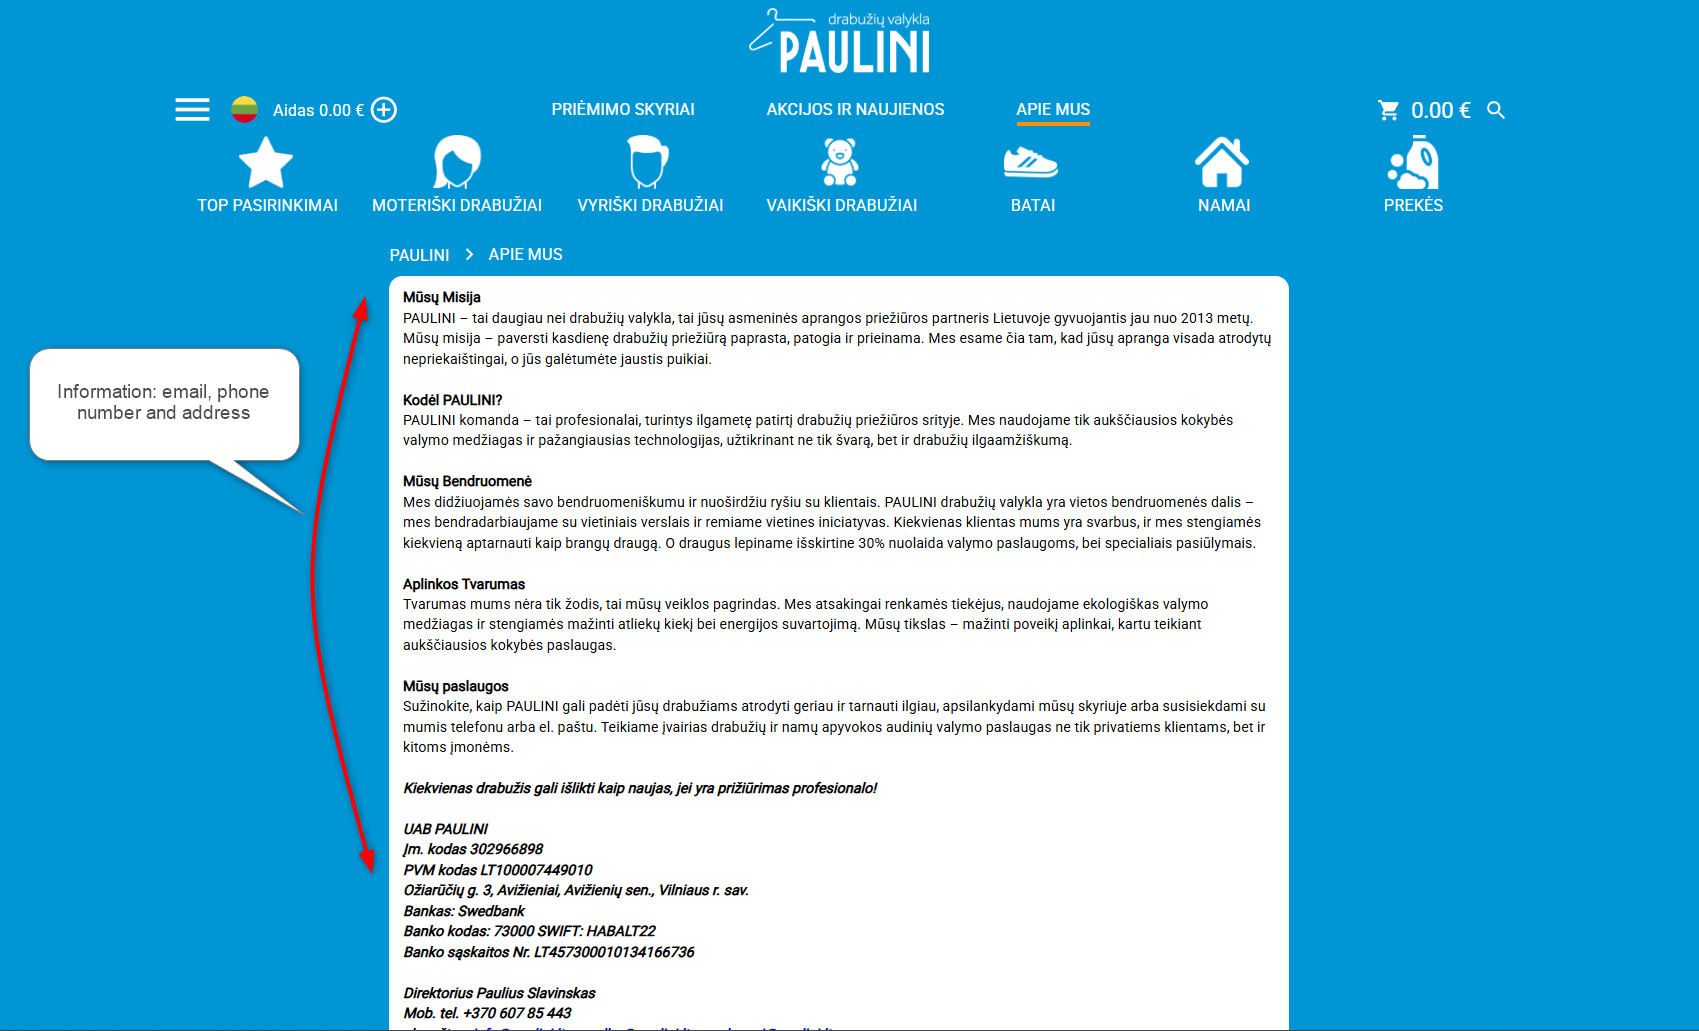 drabužių valykla
PAULINI
Aidas 0.00 €
PRIĖMIMO SKYRIAI
AKCIJOS IR NAUJIENOS
APIE MUS
0.00 €
TOP PASIRINKIMAI
MOTERIŠKI DRABUŽIAI
VYRIŠKI DRABUŽIAI
VAIKIŠKI DRABUŽIAI
BATAI
NAMAI
PREKĖS
PAULINI > APIE MUS
Information: email, phone
number and address
Mūsų Misija
PAULINI – tai daugiau nei drabužių valykla, tai jūsų asmeninės aprangos priežiūros partneris Lietuvoje gyvuojantis jau nuo 2013 metų.
Mūsų misija – paversti kasdienę drabužių priežiūrą paprasta, patogia ir prieinama. Mes esame čia tam, kad jūsų apranga visada atrodytų
nepriekaištingai, o jūs galėtumėte jaustis puikiai.
Kodėl PAULINI?
PAULINI komanda – tai profesionalai, turintys ilgametę patirtį drabužių priežiūros srityje. Mes naudojame tik aukščiausios kokybės
valymo medžiagas ir pažangiausias technologijas, užtikrinant ne tik švarą, bet ir drabužių ilgaamžiškumą.
Mūsų Bendruomenė
Mes didžiuojamės savo bendruomeniškumu ir nuoširdžiu ryšiu su klientais. PAULINI drabužių valykla yra vietos bendruomenės dalis –
mes bendradarbiaujame su vietiniais verslais ir remiame vietines iniciatyvas. Kiekvienas klientas mums yra svarbus, ir mes stengiamės
kiekvieną aptarnauti kaip brangų draugą. O draugus lepiname išskirtine 30% nuolaida valymo paslaugoms, bei specialiais pasiūlymais.
Aplinkos Tvarumas
Tvarumas mums nėra tik žodis, tai mūsų veiklos pagrindas. Mes atsakingai renkamės tiekėjus, naudojame ekologiškas valymo
medžiagas ir stengiamės mažinti atliekų kiekį bei energijos suvartojimą. Mūsų tikslas – mažinti poveikį aplinkai, kartu teikiant
aukščiausios kokybės paslaugas.
Mūsų paslaugos
Sužinokite, kaip PAULINI gali padėti jūsų drabužiams atrodyti geriau ir tarnauti ilgiau, apsilankydami mūsų skyriuje arba susisiekdami su
mumis telefonu arba el. paštu. Teikiame įvairias drabužių ir namų apyvokos audinių valymo paslaugas ne tik privatiems klientams, bet ir
kitoms įmonėms.
Kiekvienas drabužis gali išlikti kaip naujas, jei yra prižiūrimas profesionalo!
UAB PAULINI
Įm. kodas 302966898
PVM kodas LT100007449010
Ožiarūčių g. 3, Avižieniai, Avižienių sen., Vilniaus r. sav.
Bankas: Swedbank
Banko kodas: 73000 SWIFT: HABALT22
Banko sąskaitos Nr. LT457300010134166736
Direktorius Paulius Slavinskas
Mob. tel. +370 607 85 443